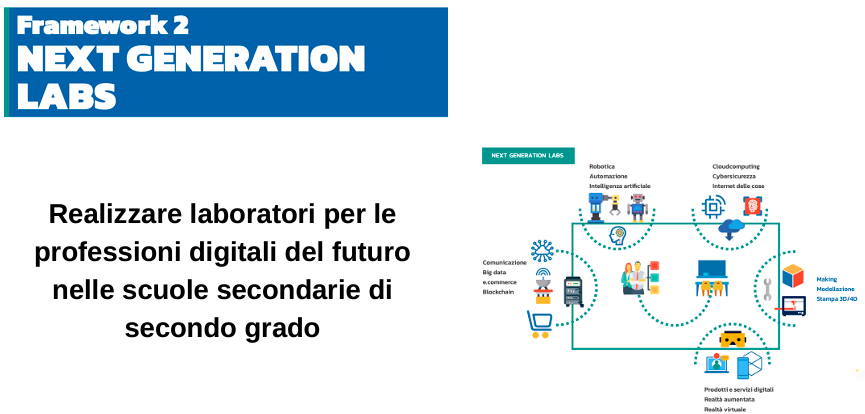 Framework 2
NEXT GENERATION
LABS
Realizzare laboratori per le
professioni digitali del futuro
nelle scuole secondarie di
secondo grado
NEXT GENERATION LABS
Robotica
Automazione
Intelligenza artificiale
Cloudcomputing
Cybersicurezza
Internet delle cose
Comunicazione
Big data
e.commerce
Blockchain
Making
Modellazione
Stampa 3D/4D
Prodotti e servizi digitali
Realtà aumentata
Realtà virtuale